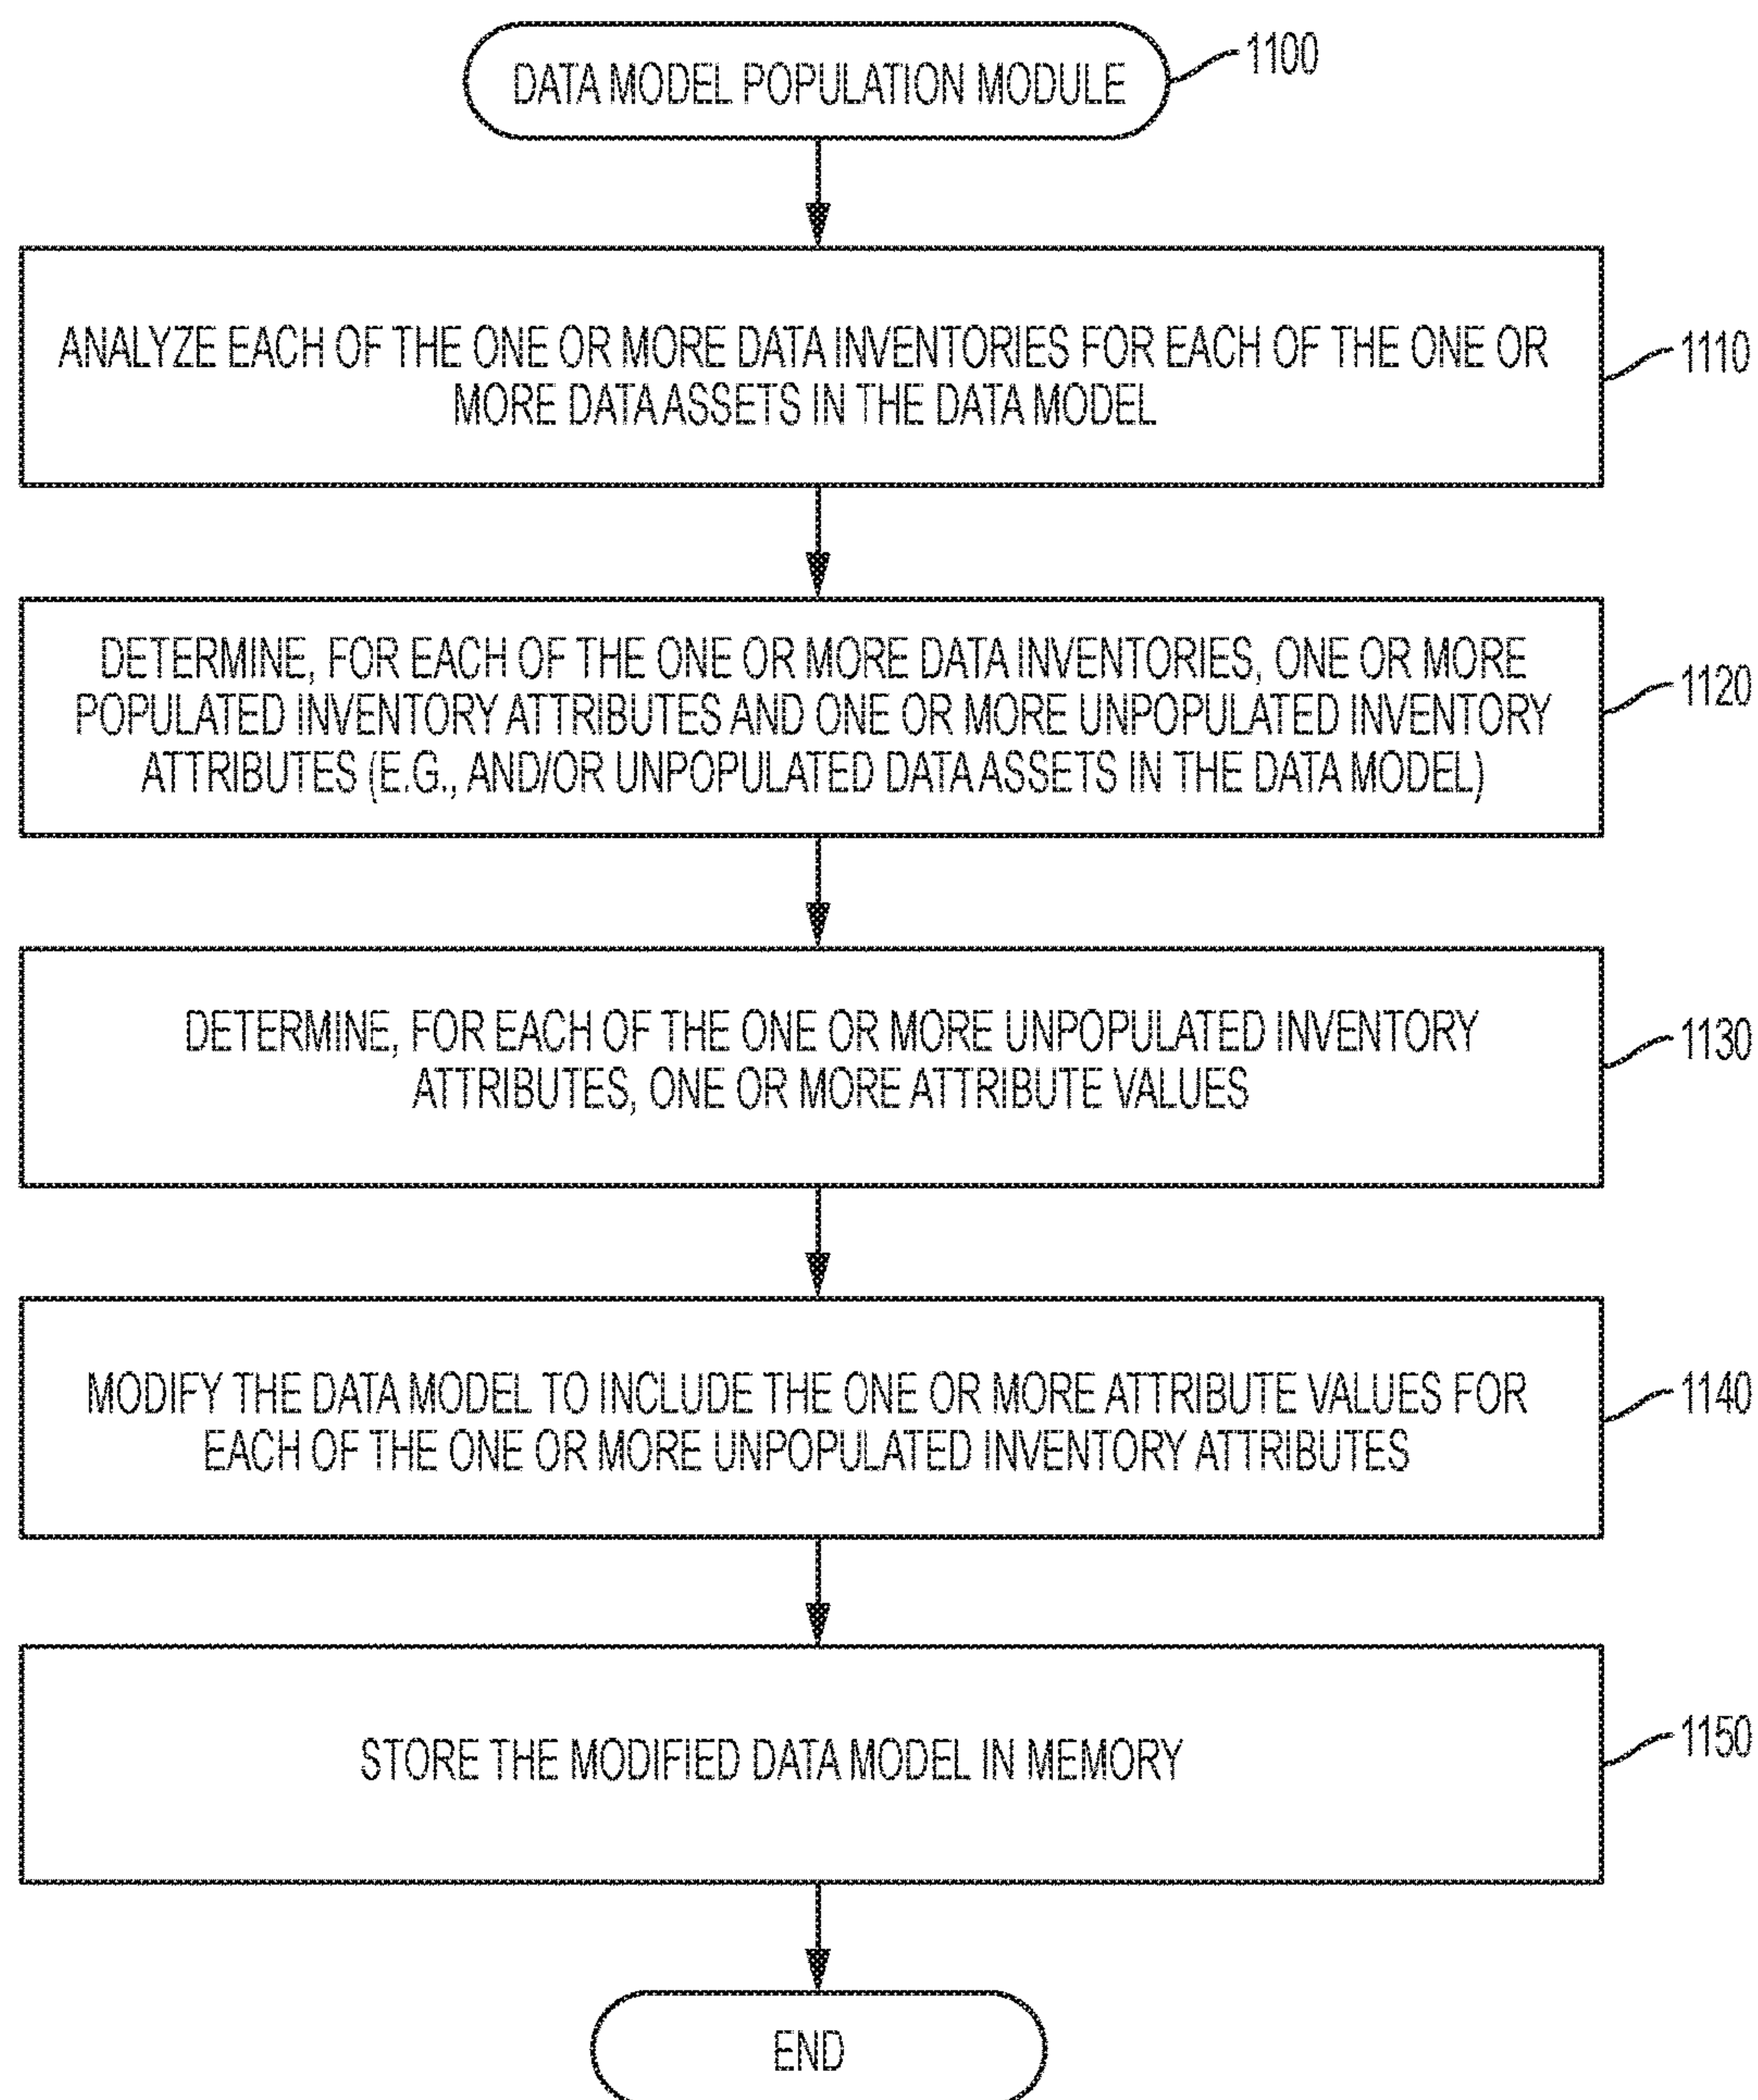 DATA MODEL POPULATION MODULE
1100
ANALYZE EACH OF THE ONE OR MORE DATA INVENTORIES FOR EACH OF THE ONE OR
MORE DATA ASSETS IN THE DATA MODEL
1110
DETERMINE, FOR EACH OF THE ONE OR MORE DATA INVENTORIES, ONE OR MORE
POPULATED INVENTORY ATTRIBUTES AND ONE OR MORE UNPOPULATED INVENTORY
ATTRIBUTES (E.G., AND/OR UNPOPULATED DATA ASSETS IN THE DATA MODEL)
1120
DETERMINE, FOR EACH OF THE ONE OR MORE UNPOPULATED INVENTORY
ATTRIBUTES, ONE OR MORE ATTRIBUTE VALUES
1130
MODIFY THE DATA MODEL TO INCLUDE THE ONE OR MORE ATTRIBUTE VALUES FOR
EACH OF THE ONE OR MORE UNPOPULATED INVENTORY ATTRIBUTES
1140
STORE THE MODIFIED DATA MODEL IN MEMORY
1150
END